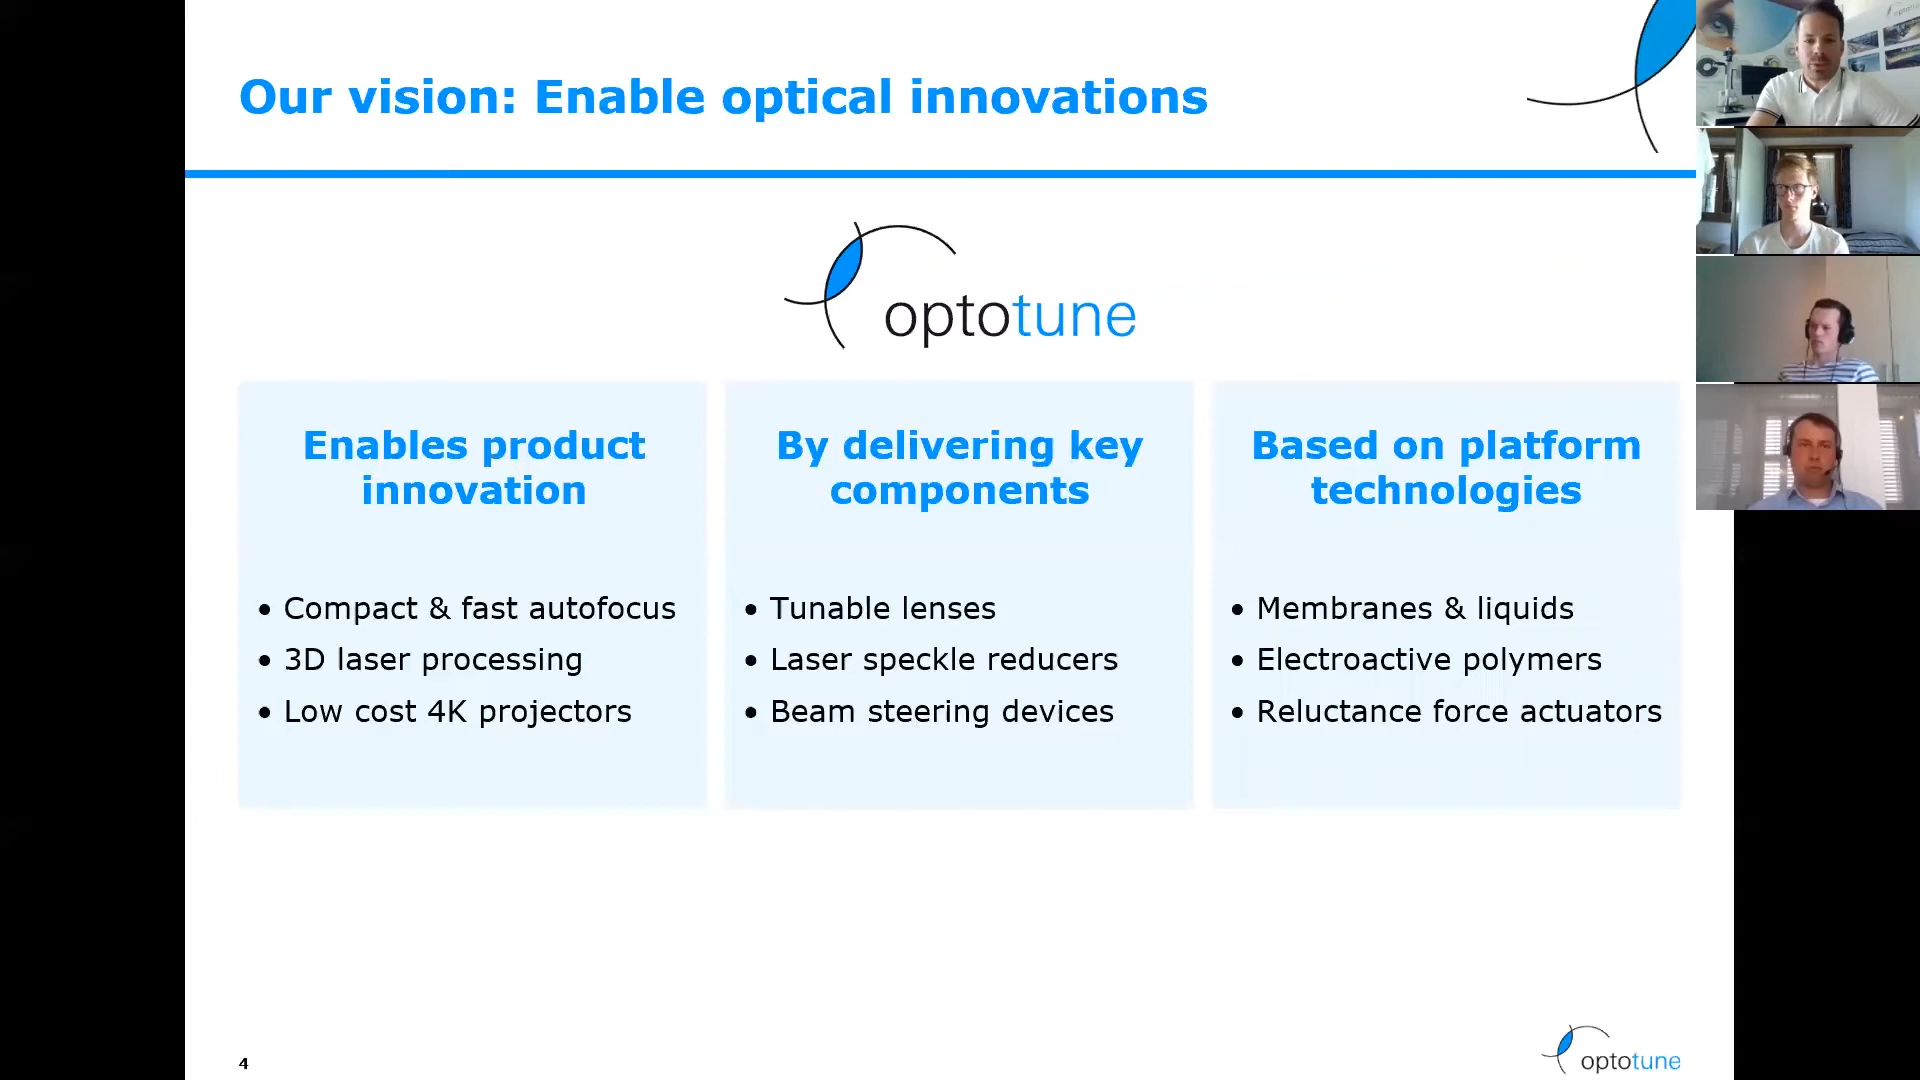 Our vision: Enable optical innovations
optotune
Enables product
innovation
• Compact & fast autofocus
• 3D laser processing
• Low cost 4K projectors
By delivering key
components
• Tunable lenses
• Laser speckle reducers
• Beam steering devices
Based on platform
technologies
• Membranes & liquids
• Electroactive polymers
• Reluctance force actuators
4
optotune